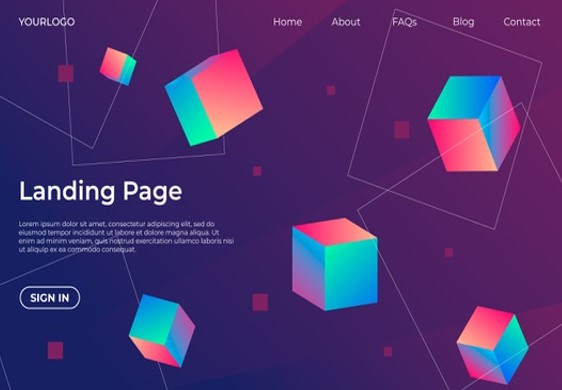 YOURLOGO
Home About FAQs Blog Contact
Landing Page
Lorem ipsum dolor sit amet, consectetur adipiscing elit, sed do
eiusmod tempor incididunt ut labore et dolore magna aliqua. Ut
enim ad minim veniam, quis nostrud exercitation ullamco laboris nisi
ut aliquip ex ea commodo consequat.
SIGN IN